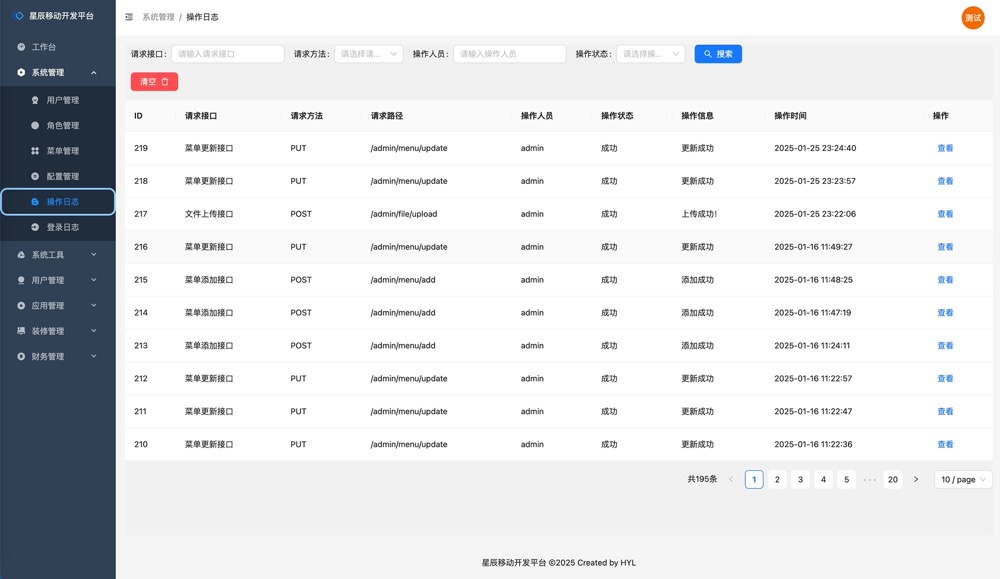 星辰移动开发平台
系统管理 / 操作日志
测试
工作台
系统管理
用户管理
角色管理
菜单管理
配置管理
操作日志
登录日志
系统工具
用户管理
应用管理
装修管理
财务管理
请求接口: 请输入请求接口 请求方法: 请选择请... 操作人员: 请输入操作人员 操作状态: 请选择操... 搜索
清空
ID 请求接口 请求方法 请求路径 操作人员 操作状态 操作信息 操作时间 操作
219 菜单更新接口 PUT /admin/menu/update admin 成功 更新成功 2025-01-25 23:24:40 查看
218 菜单更新接口 PUT /admin/menu/update admin 成功 更新成功 2025-01-25 23:23:57 查看
217 文件上传接口 POST /admin/file/upload admin 成功 上传成功! 2025-01-25 23:22:06 查看
216 菜单更新接口 PUT /admin/menu/update admin 成功 更新成功 2025-01-16 11:49:27 查看
215 菜单添加接口 POST /admin/menu/add admin 成功 添加成功 2025-01-16 11:48:25 查看
214 菜单添加接口 POST /admin/menu/add admin 成功 添加成功 2025-01-16 11:47:19 查看
213 菜单添加接口 POST /admin/menu/add admin 成功 添加成功 2025-01-16 11:24:11 查看
212 菜单更新接口 PUT /admin/menu/update admin 成功 更新成功 2025-01-16 11:22:57 查看
211 菜单更新接口 PUT /admin/menu/update admin 成功 更新成功 2025-01-16 11:22:47 查看
210 菜单更新接口 PUT /admin/menu/update admin 成功 更新成功 2025-01-16 11:22:36 查看
共195条 < 1 2 3 4 5 ··· 20 > 10 / page
星辰移动开发平台 ©2025 Created by HYL